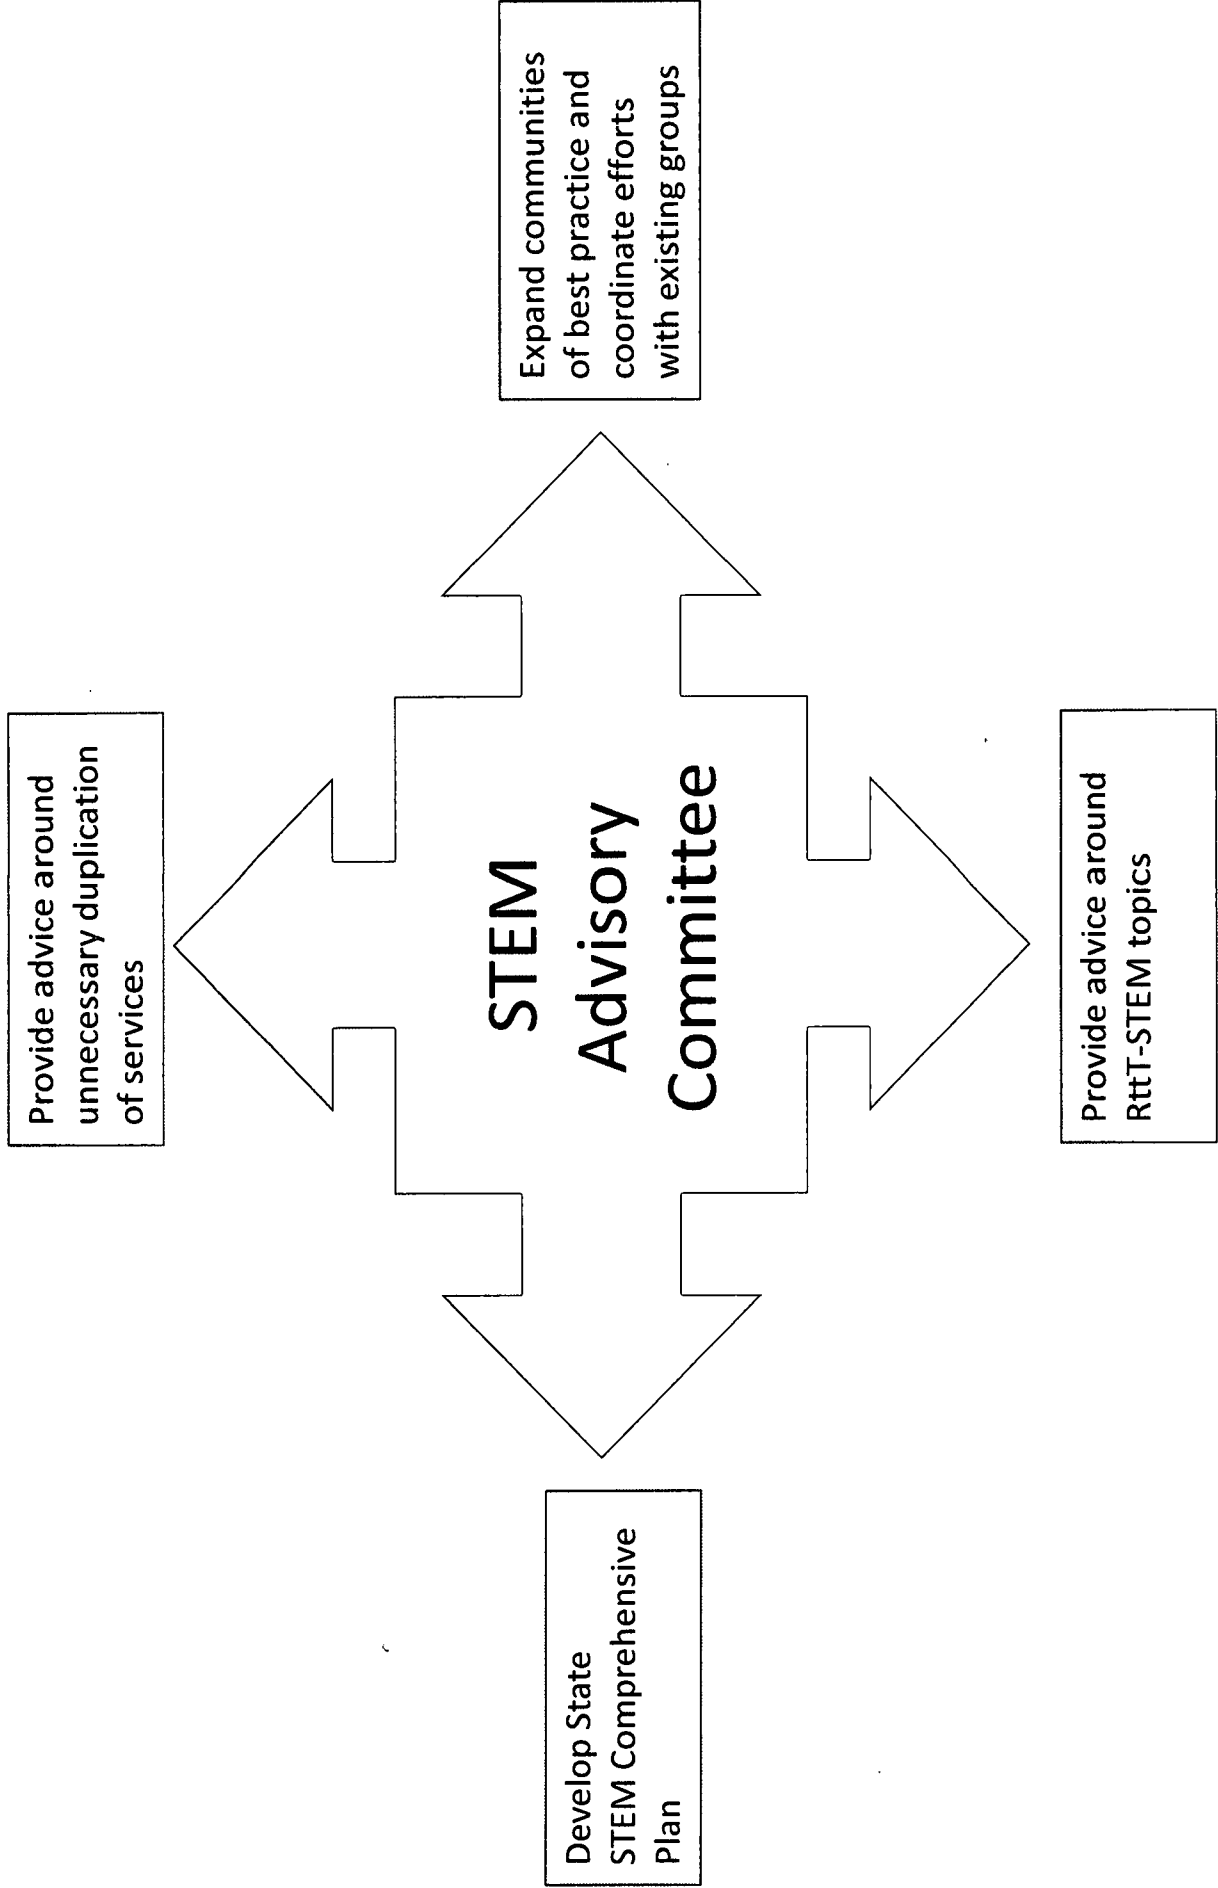 Provide advice around
unnecessary duplication
of services
Develop State
STEM Comprehensive
Plan
STEM
Advisory
Committee
Expand communities
of best practice and
coordinate efforts
with existing groups
Provide advice around
RttT-STEM topics